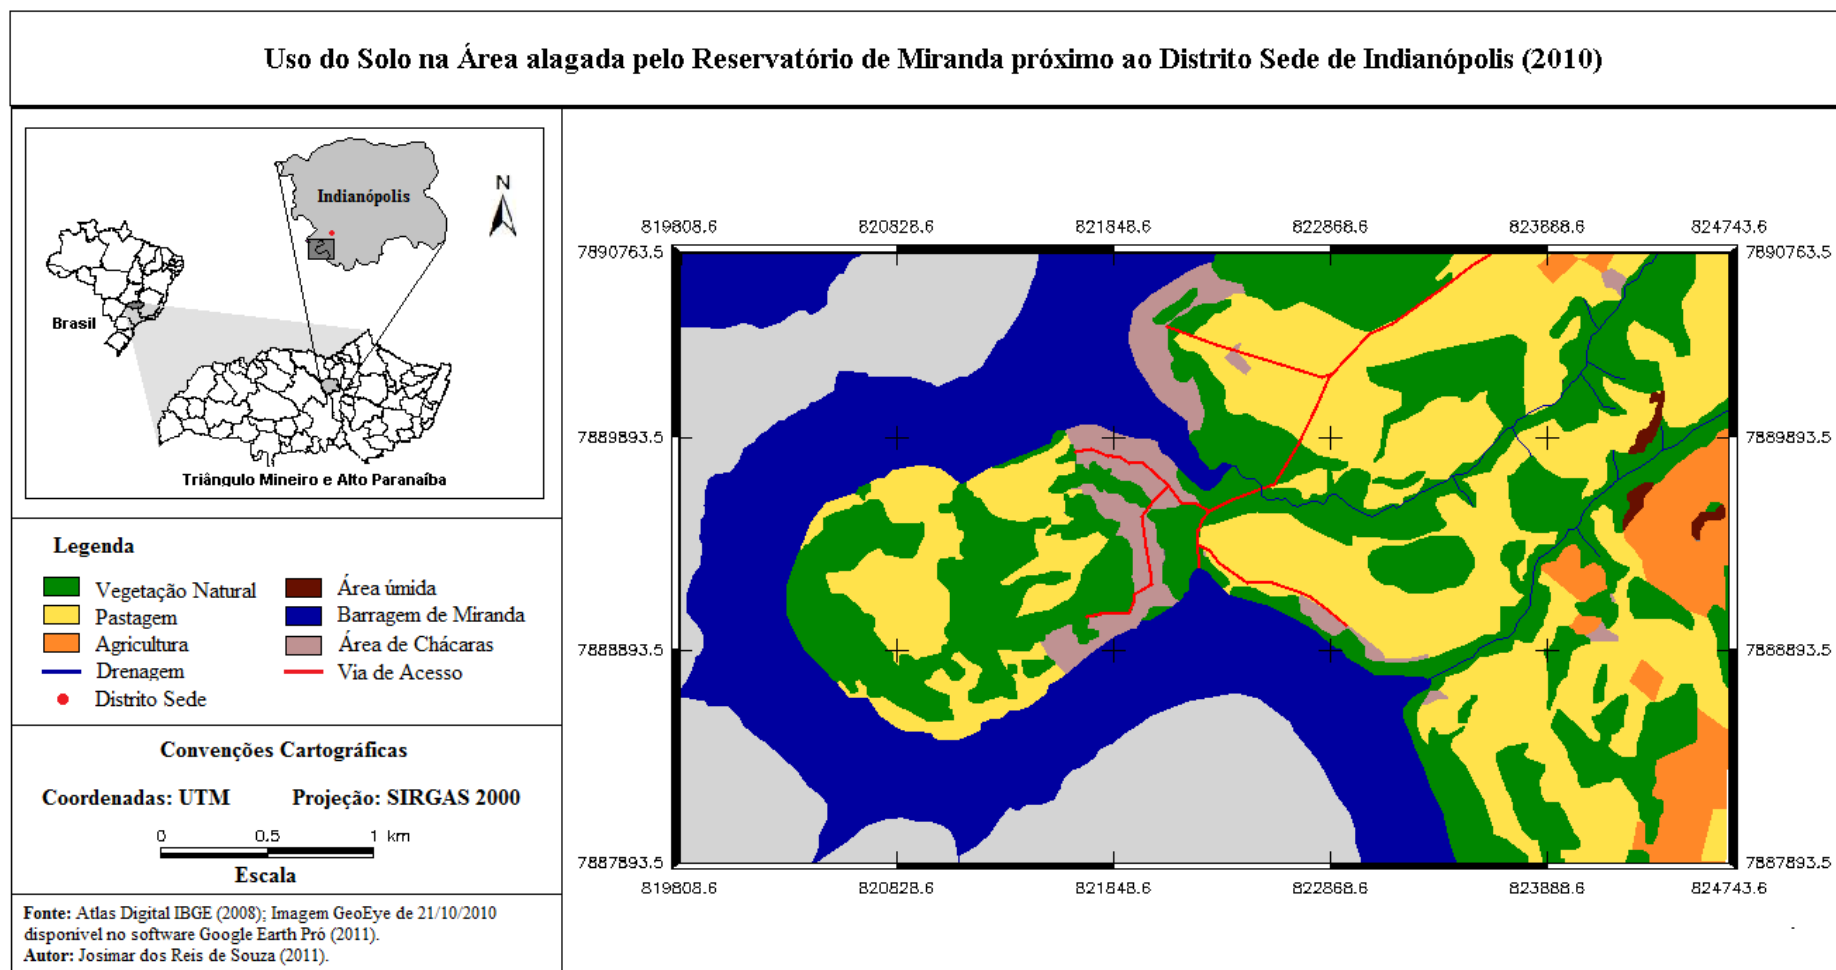 Uso do Solo na Área alagada pelo Reservatório de Miranda próximo ao Distrito Sede de Indianópolis (2010)
Indianópolis
N
Brasil
Triângulo Mineiro e Alto Paranaíba
Legenda
Vegetação Natural
Pastagem
Agricultura
Drenagem
Distrito Sede
Área úmida
Barragem de Miranda
Área de Chácaras
Via de Acesso
Convenções Cartográficas
Coordenadas: UTM Projeção: SIRGAS 2000
0 0.5 1 km
Escala
Fonte: Atlas Digital IBGE (2008); Imagem GeoEye de 21/10/2010
disponivel no software Google Earth Pró (2011).
Autor: Josimar dos Reis de Souza (2011).
819808.6 820828.6 821848.6 822868.6 823888.6 824743.6
7890763.5 7890763.5
7889893.5 7889893.5
7888893.5 7888893.5
7887893.5 7887893.5
819808.6 820828.6 821848.6 822868.6 823888.6 824743.6